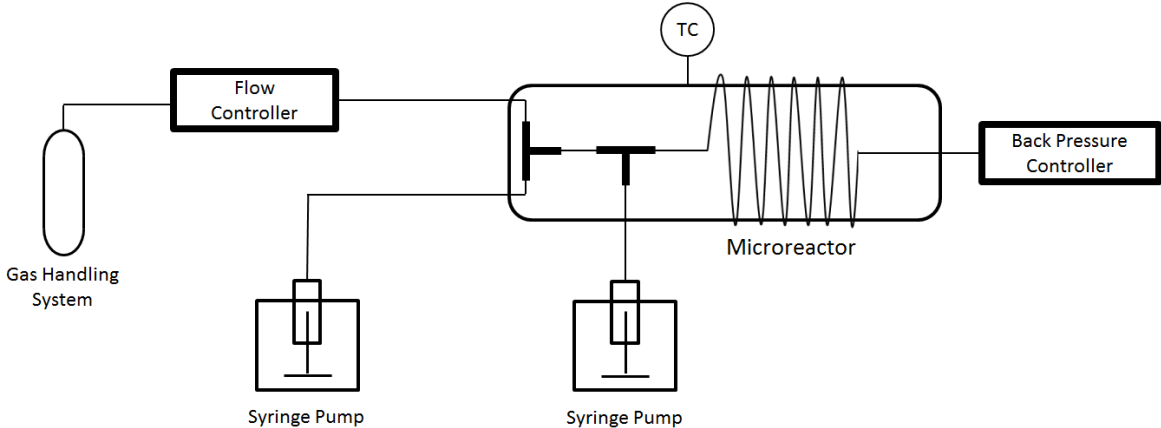 TC
Flow
Controller
Back Pressure
Controller
Microreactor
Gas Handling
System
Syringe Pump
Syringe Pump